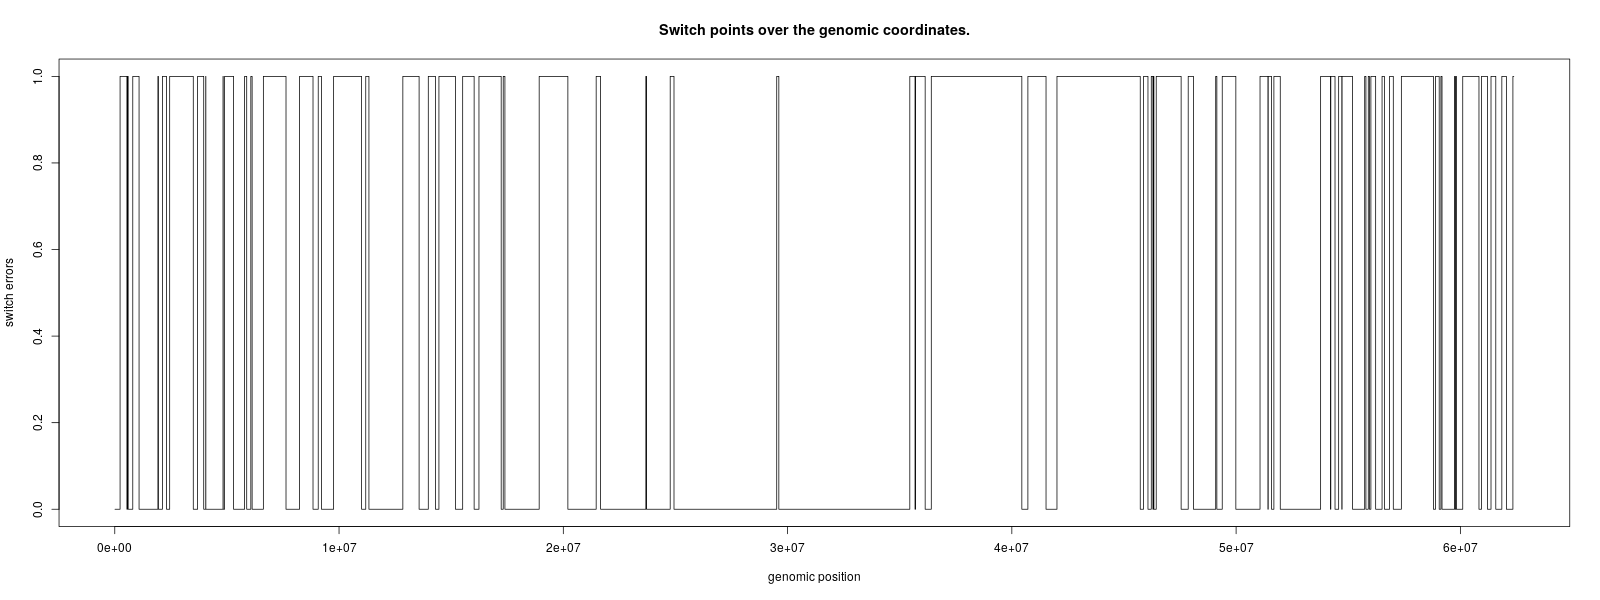 Switch points over the genomic coordinates.
switch errors
1.0
0.8
0.6
0.4
0.2
0.0
0e+00 1e+07 2e+07 3e+07 4e+07 5e+07 6e+07
genomic position